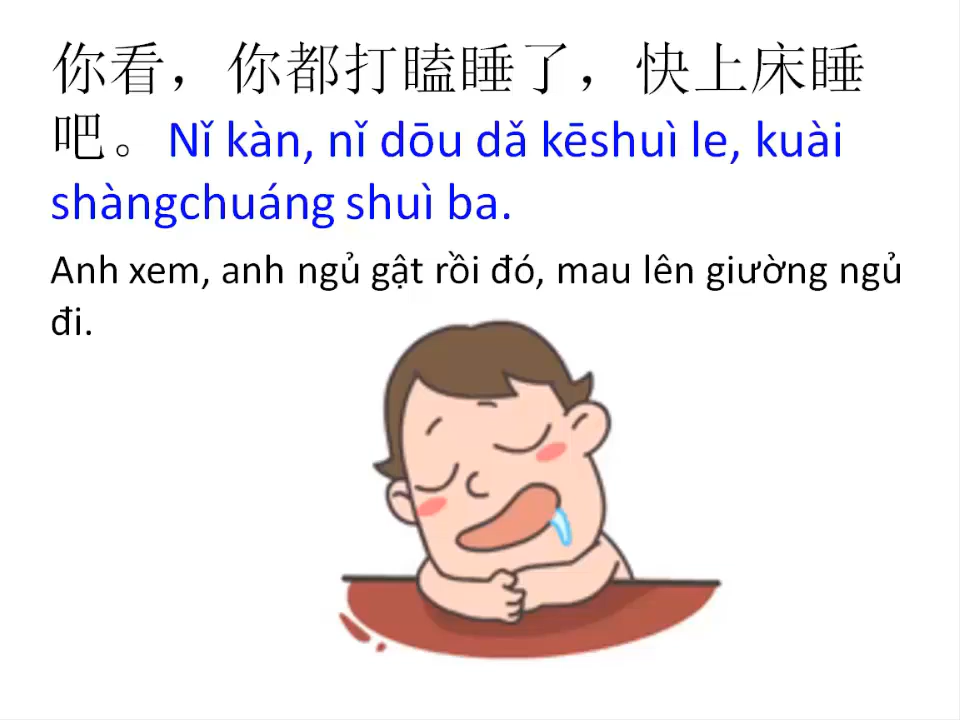 你看，你都打瞌睡了，快上床睡
吧。Nǐ kàn, nǐ dōu dǎ kēshuì le, kuài
shàngchuáng shuì ba.
Anh xem, anh ngủ gật rồi đó, mau lên giường ngủ
đi.